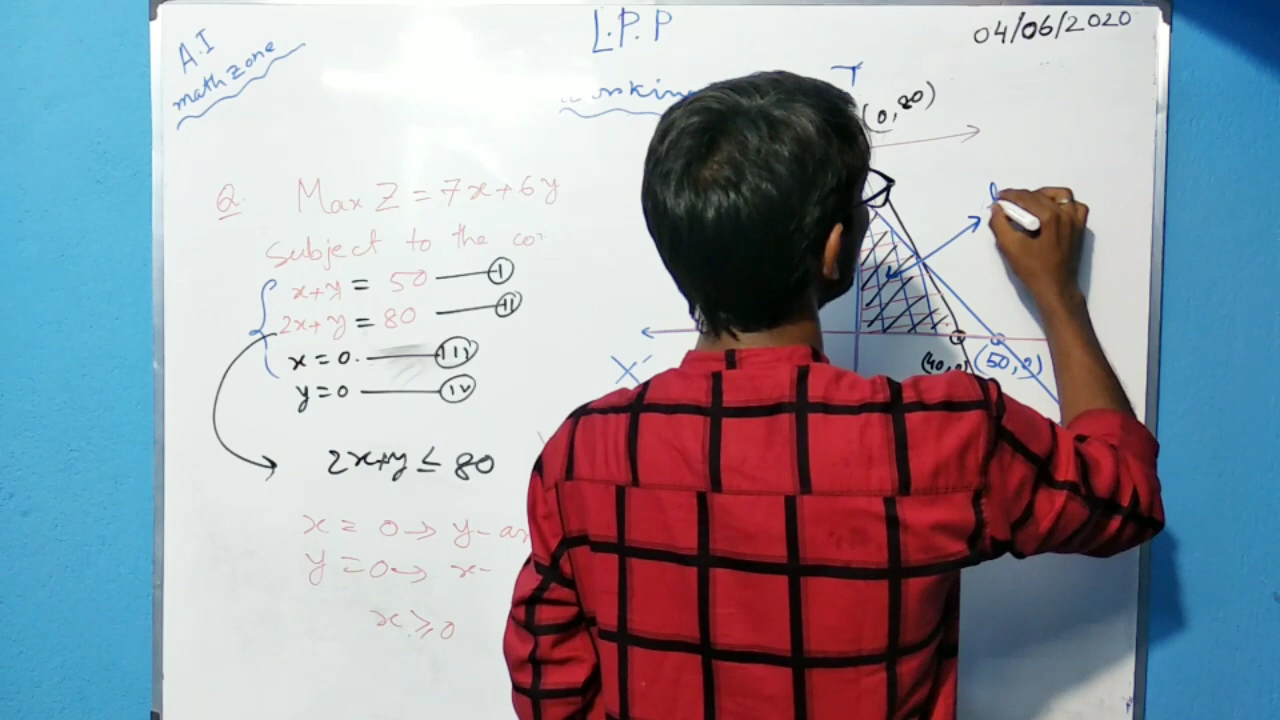 A.I
math zone
L.P.P
04/06/2020
Q. Max Z = 7x+6y
Subject to the
x+y = 50 — I
2x+y = 80 — II
x=0. — III
y=0 — IV
2x+y ≤ 80
x = 0 → y-
y = 0 → x-
x ≥ 0
(0,80)
(40,0)
(50,0)
X'